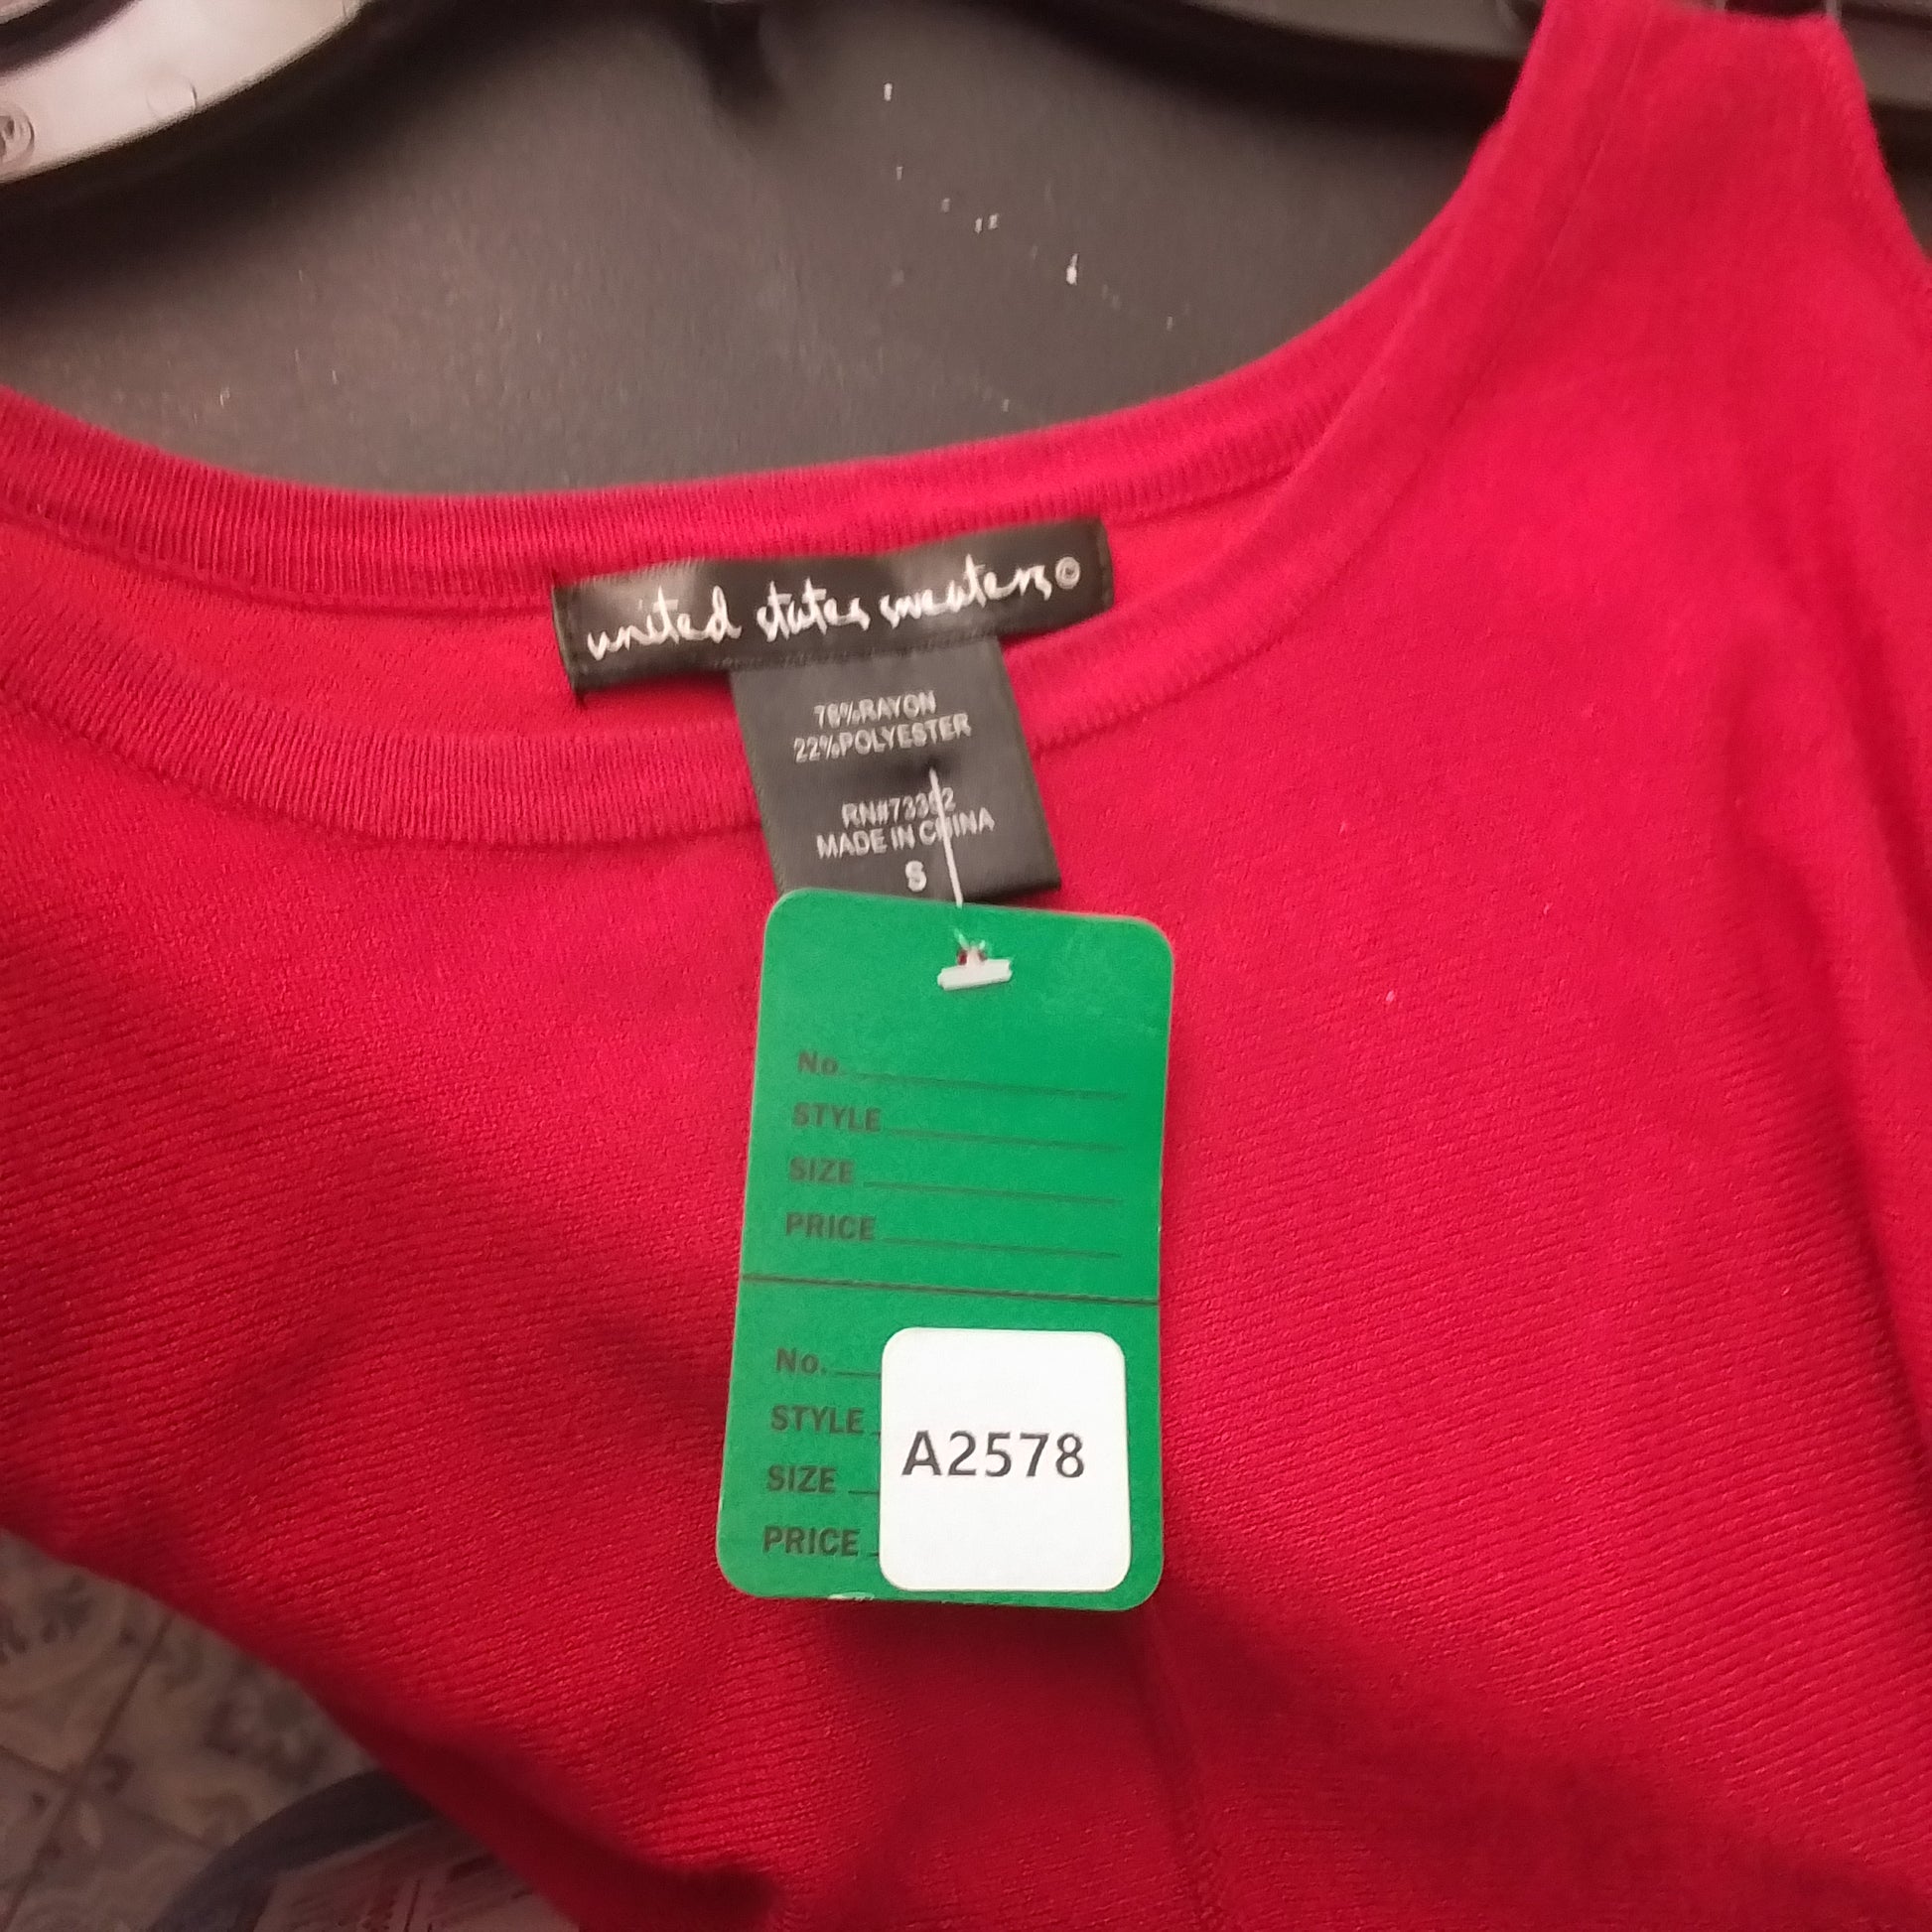 united states sweaters©
78%RAYON
22%POLYESTER
MADE IN CHINA
S
No.
STYLE
SIZE
PRICE
No.
STYLE
SIZE
PRICE
A2578